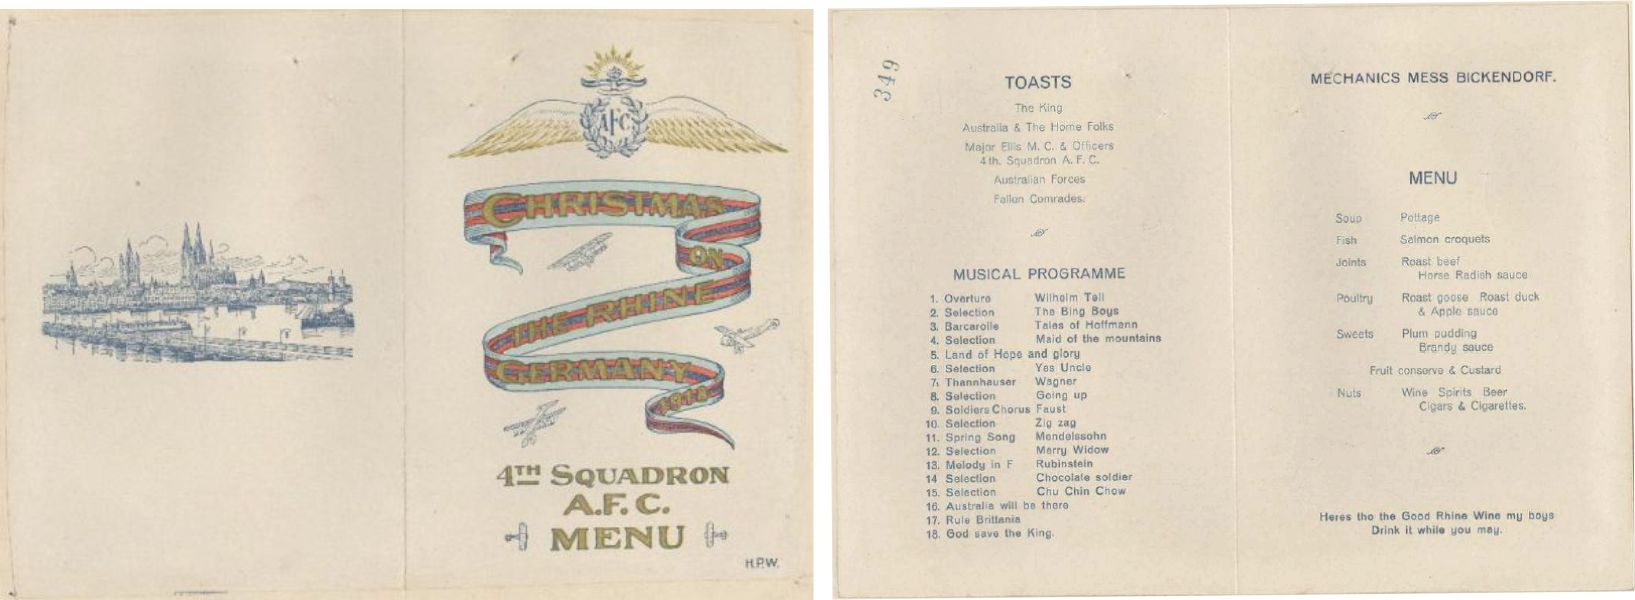 AFC
CHRISTMAS
ON
THE RHINE
GERMANY
1918
4TH SQUADRON
A.F.C.
MENU
H.P.W.
349
TOASTS
The King
Australia & The Home Folks
Major Ellis M. C. & Officers
4th. Squadron A. F. C.
Australian Forces
Fallen Comrades.
MUSICAL PROGRAMME
1. Overture Wilhelm Tell
2. Selection The Bing Boys
3. Barcarolle Tales of Hoffmann
4. Selection Maid of the mountains
5. Land of Hope and glory
6. Selection Yes Uncle
7. Thannhauser Wagner
8. Selection Going up
9. Soldiers Chorus Faust
10. Selection Zig zag
11. Spring Song Mendelssohn
12. Selection Merry Widow
13. Melody in F Rubinstein
14 Selection Chocolate soldier
15. Selection Chu Chin Chow
16. Australia will be there
17. Rule Brittania
18. God save the King.
MECHANICS MESS BICKENDORF.
MENU
Soup Pottage
Fish Salmon croquets
Joints Roast beef
Horse Radish sauce
Poultry Roast goose Roast duck
& Apple sauce
Sweets Plum pudding
Brandy sauce
Fruit conserve & Custard
Nuts Wine Spirits Beer
Cigars & Cigarettes.
Heres tho the Good Rhine Wine my boys
Drink it while you may.